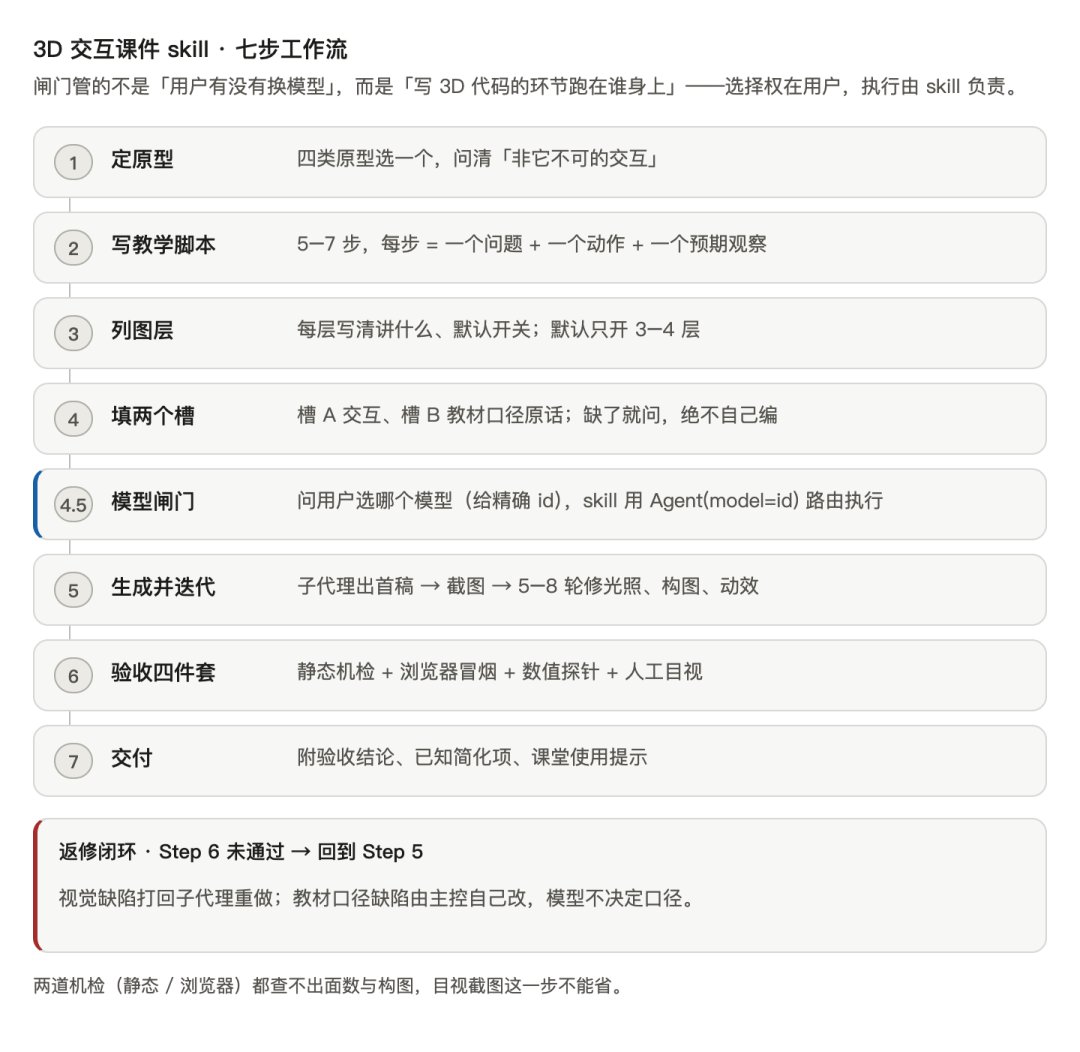 3D 交互课件 skill · 七步工作流
闸门管的不是「用户有没有换模型」，而是「写 3D 代码的环节跑在谁身上」——选择权在用户，执行由 skill 负责。
1 定原型 四类原型选一个，问清「非它不可的交互」
2 写教学脚本 5–7 步，每步 = 一个问题 + 一个动作 + 一个预期观察
3 列图层 每层写清讲什么、默认开关；默认只开 3–4 层
4 填两个槽 槽 A 交互、槽 B 教材口径原话；缺了就问，绝不自己编
4.5 模型闸门 问用户选哪个模型（给精确 id），skill 用 Agent(model=id) 路由执行
5 生成并迭代 子代理出首稿 → 截图 → 5–8 轮修光照、构图、动效
6 验收四件套 静态机检 + 浏览器冒烟 + 数值探针 + 人工目视
7 交付 附验收结论、已知简化项、课堂使用提示
返修闭环 · Step 6 未通过 → 回到 Step 5
视觉缺陷打回子代理重做；教材口径缺陷由主控自己改，模型不决定口径。
两道机检（静态 / 浏览器）都查不出面数与构图，目视截图这一步不能省。